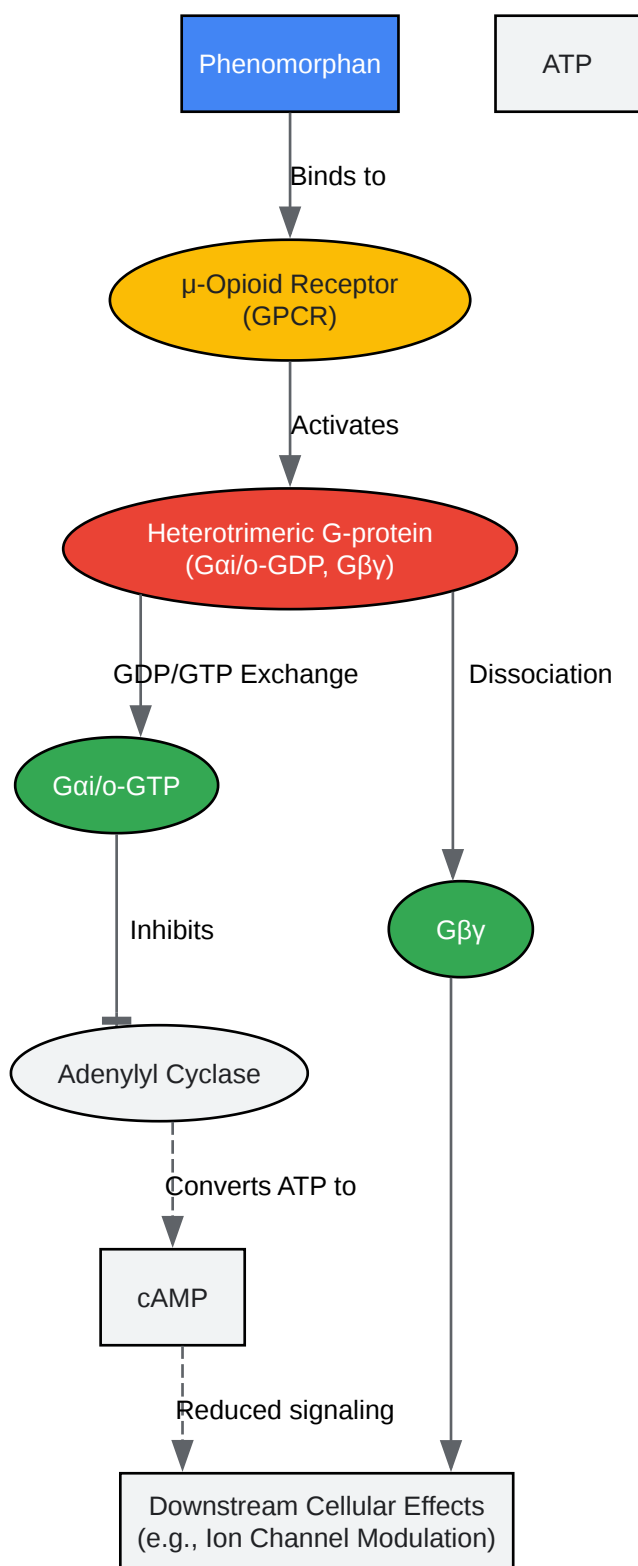 Phenomorphan
ATP
Binds to
μ-Opioid Receptor
(GPCR)
Activates
Heterotrimeric G-protein
(Gαi/o-GDP, Gβγ)
GDP/GTP Exchange
Dissociation
Gαi/o-GTP
Inhibits
Gβγ
Adenylyl Cyclase
Converts ATP to
cAMP
Reduced signaling
Downstream Cellular Effects
(e.g., Ion Channel Modulation)